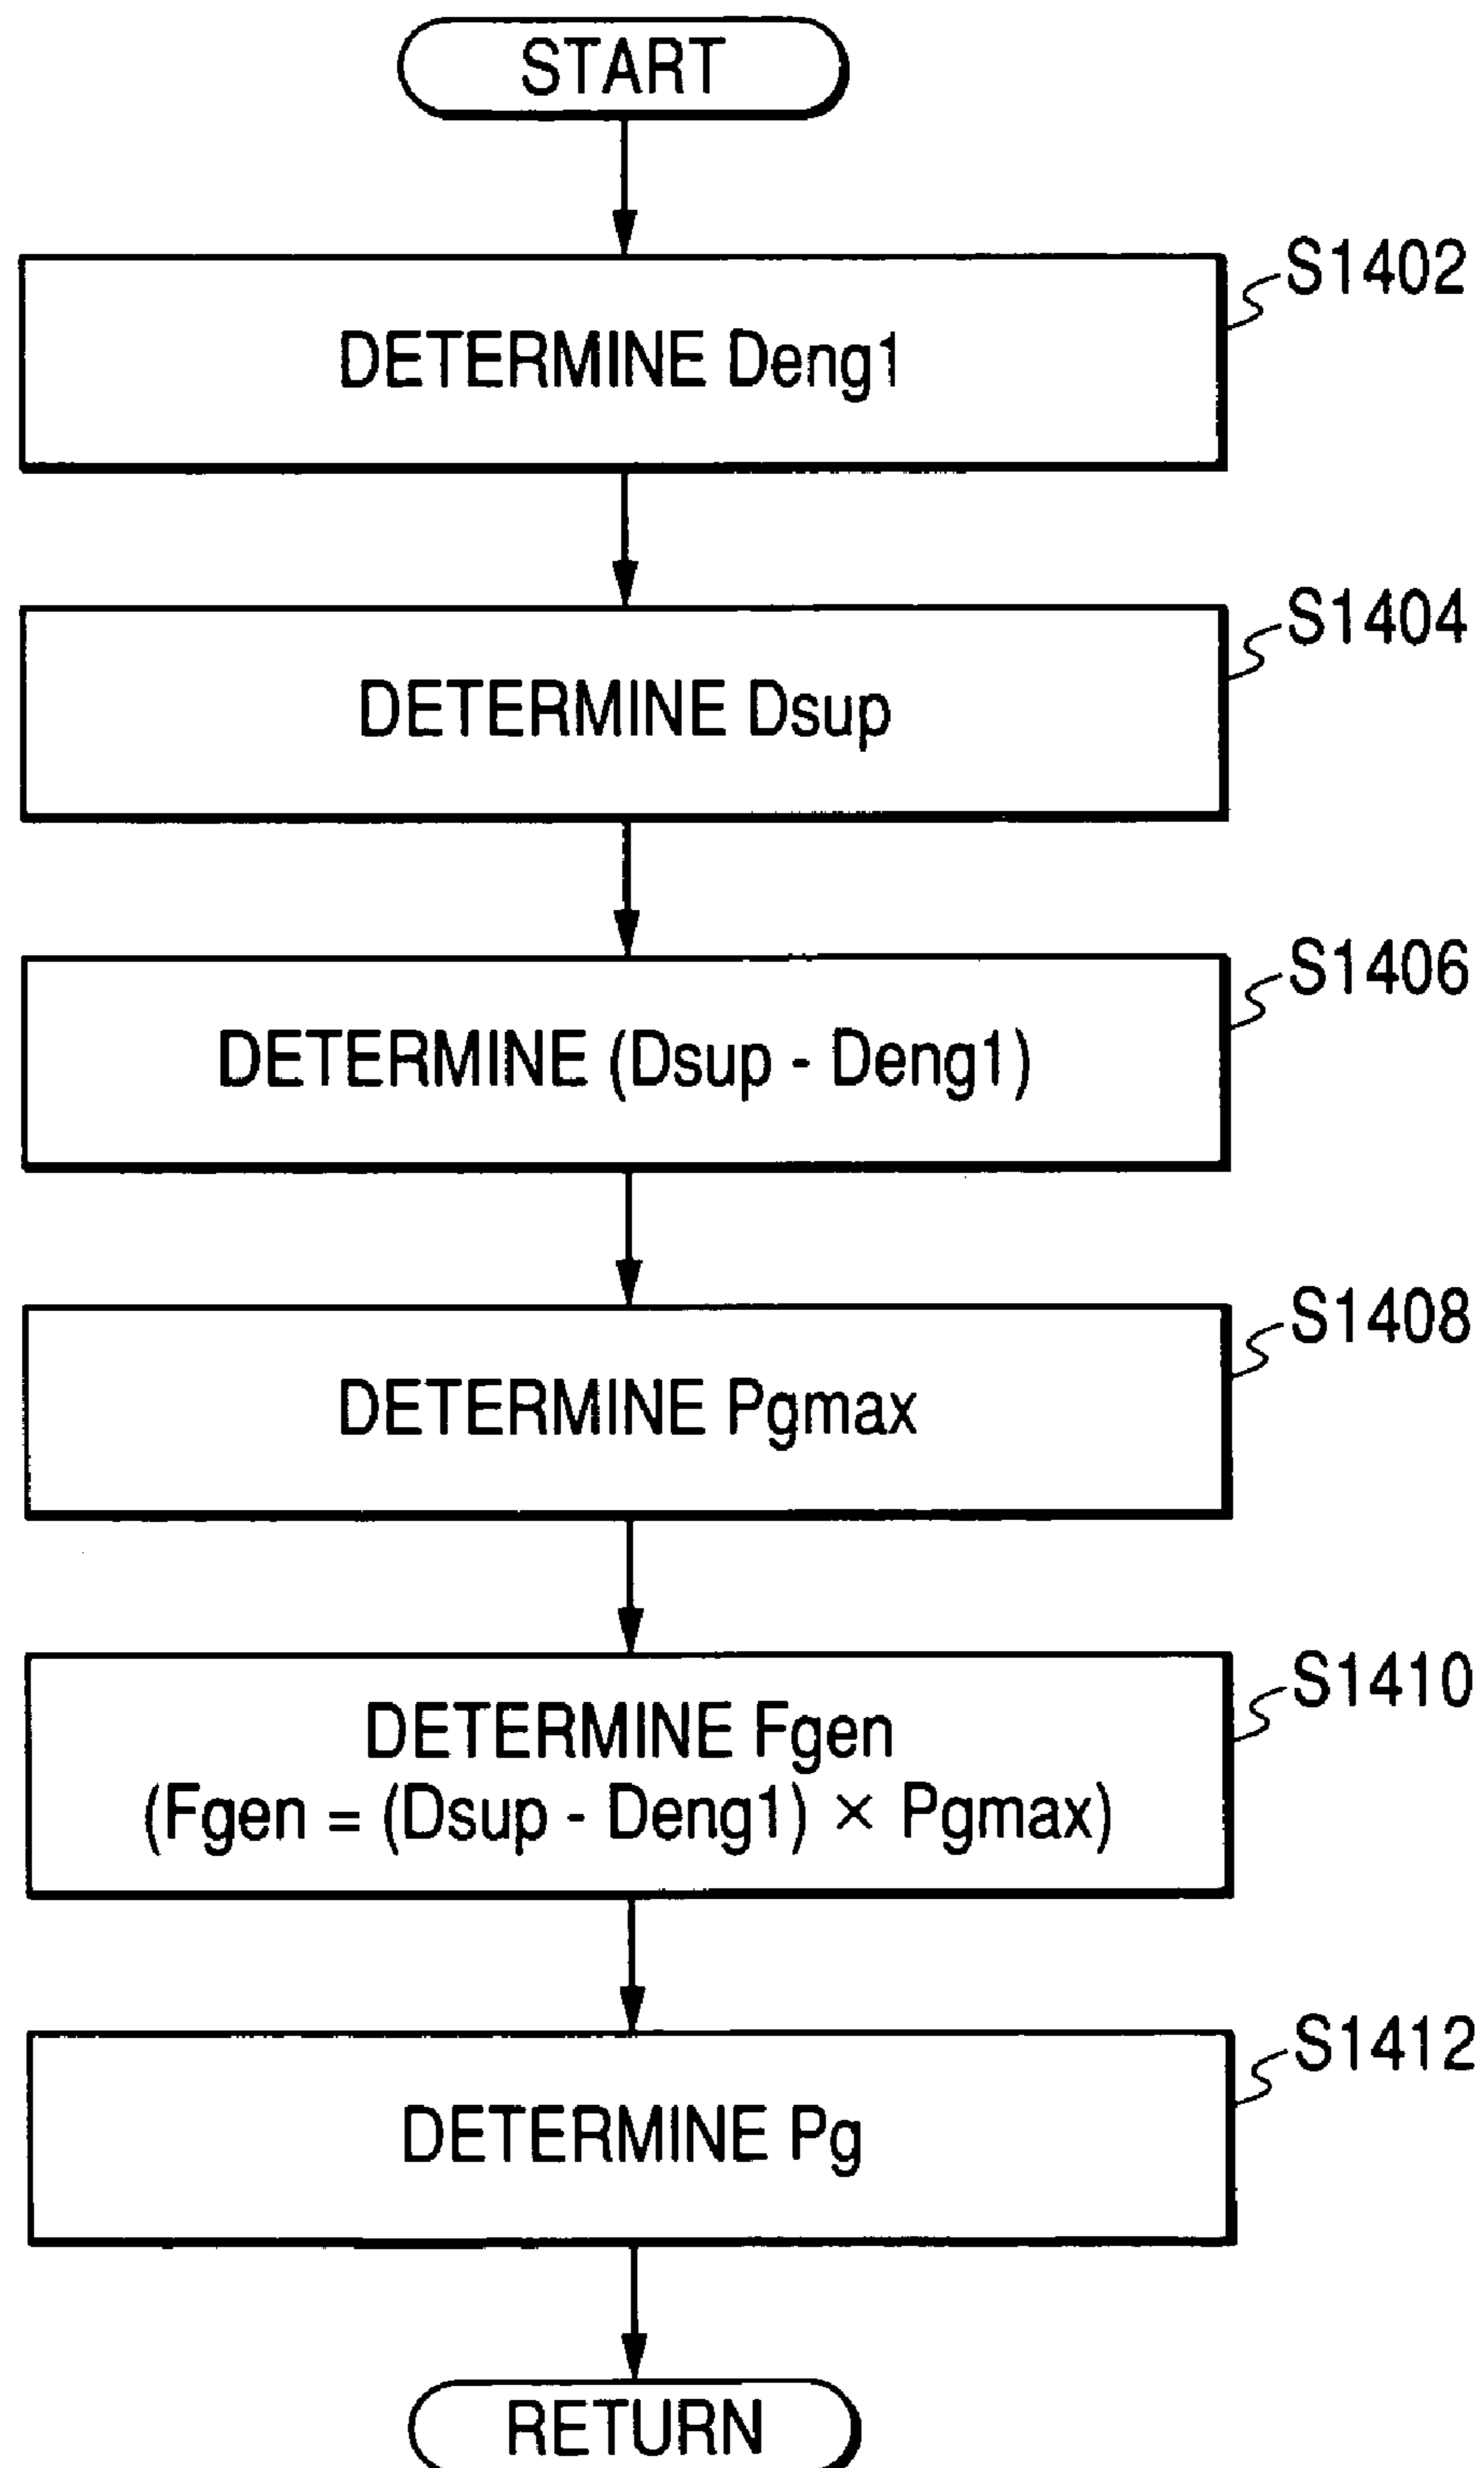 START
S1402
DETERMINE Deng1
S1404
DETERMINE Dsup
S1406
DETERMINE (Dsup - Deng1)
S1408
DETERMINE Pgmax
S1410
DETERMINE Fgen
(Fgen = (Dsup - Deng1) × Pgmax)
S1412
DETERMINE Pg
RETURN